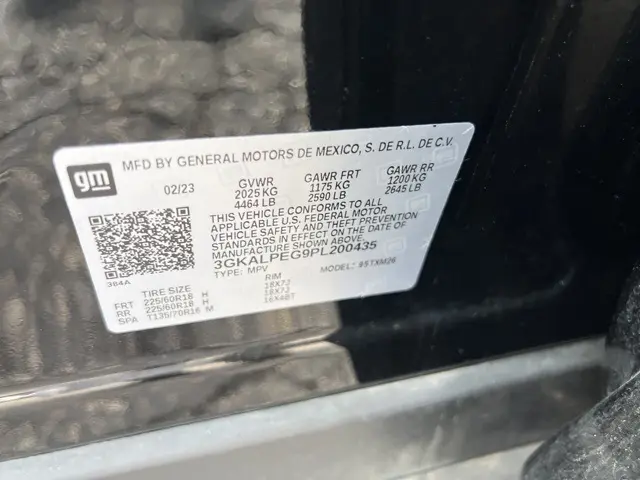 gm
MFD BY GENERAL MOTORS DE MEXICO, S. DE R.L. DE C.V.
02/23 GVWR GAWR FRT GAWR RR
2025 KG 1175 KG 1200 KG
4464 LB 2590 LB 2645 LB
THIS VEHICLE CONFORMS TO ALL
APPLICABLE U.S. FEDERAL MOTOR
VEHICLE SAFETY AND THEFT PREVENTION
STANDARDS IN EFFECT ON THE DATE OF
MANUFACTURE SHOWN ABOVE.
3GKALPEG9PL200435
TYPE: MPV MODEL:
384A
TIRE SIZE RIM
FRT 225/60R18 H 18X7J
RR 225/60R18 H 18X7J
SPA T135/70R16 M 16X4BT